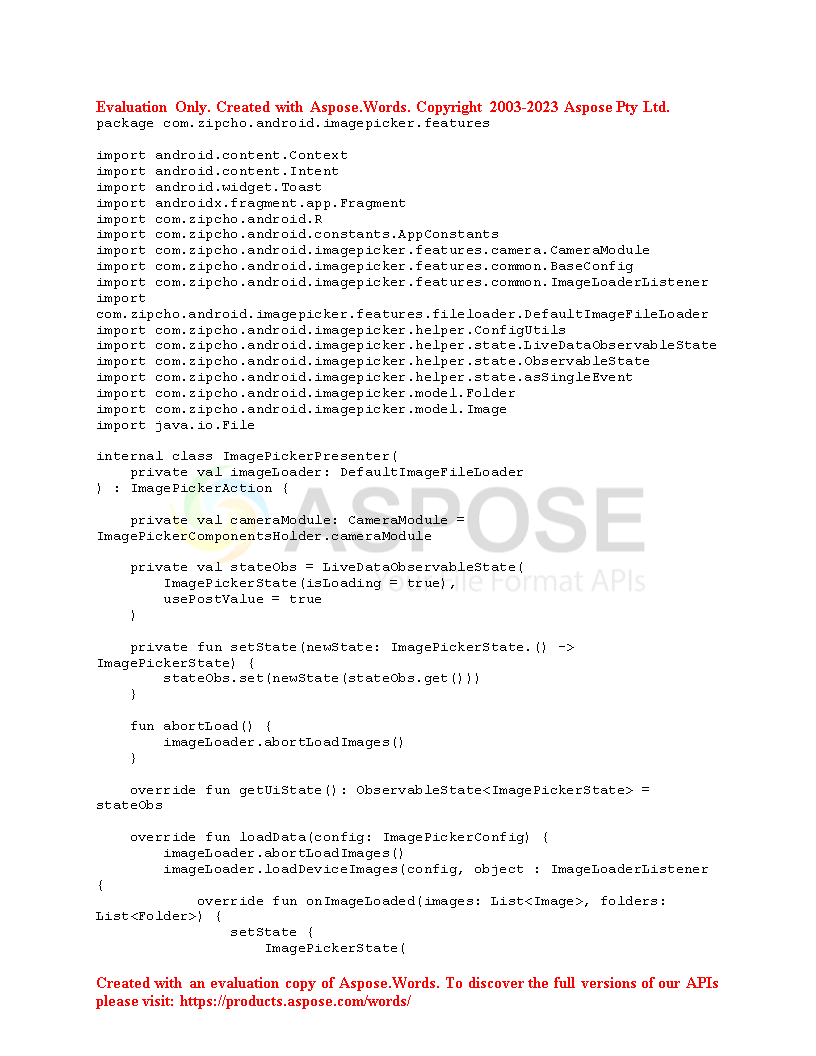 Evaluation Only. Created with Aspose.Words. Copyright 2003-2023 Aspose Pty Ltd.
package com.zipcho.android.imagepicker.features

import android.content.Context
import android.content.Intent
import android.widget.Toast
import androidx.fragment.app.Fragment
import com.zipcho.android.R
import com.zipcho.android.constants.AppConstants
import com.zipcho.android.imagepicker.features.camera.CameraModule
import com.zipcho.android.imagepicker.features.common.BaseConfig
import com.zipcho.android.imagepicker.features.common.ImageLoaderListener
import
com.zipcho.android.imagepicker.features.fileloader.DefaultImageFileLoader
import com.zipcho.android.imagepicker.helper.ConfigUtils
import com.zipcho.android.imagepicker.helper.state.LiveDataObservableState
import com.zipcho.android.imagepicker.helper.state.ObservableState
import com.zipcho.android.imagepicker.helper.state.asSingleEvent
import com.zipcho.android.imagepicker.model.Folder
import com.zipcho.android.imagepicker.model.Image
import java.io.File

internal class ImagePickerPresenter(
    private val imageLoader: DefaultImageFileLoader
) : ImagePickerAction {

    private val cameraModule: CameraModule =
ImagePickerComponentsHolder.cameraModule

    private val stateObs = LiveDataObservableState(
        ImagePickerState(isLoading = true),
        usePostValue = true
    )

    private fun setState(newState: ImagePickerState.() ->
ImagePickerState) {
        stateObs.set(newState(stateObs.get()))
    }

    fun abortLoad() {
        imageLoader.abortLoadImages()
    }

    override fun getUiState(): ObservableState<ImagePickerState> =
stateObs

    override fun loadData(config: ImagePickerConfig) {
        imageLoader.abortLoadImages()
        imageLoader.loadDeviceImages(config, object : ImageLoaderListener
{
            override fun onImageLoaded(images: List<Image>, folders:
List<Folder>) {
                setState {
                    ImagePickerState(
ASPOSE
Your File Format APIs
Created with an evaluation copy of Aspose.Words. To discover the full versions of our APIs
please visit: https://products.aspose.com/words/